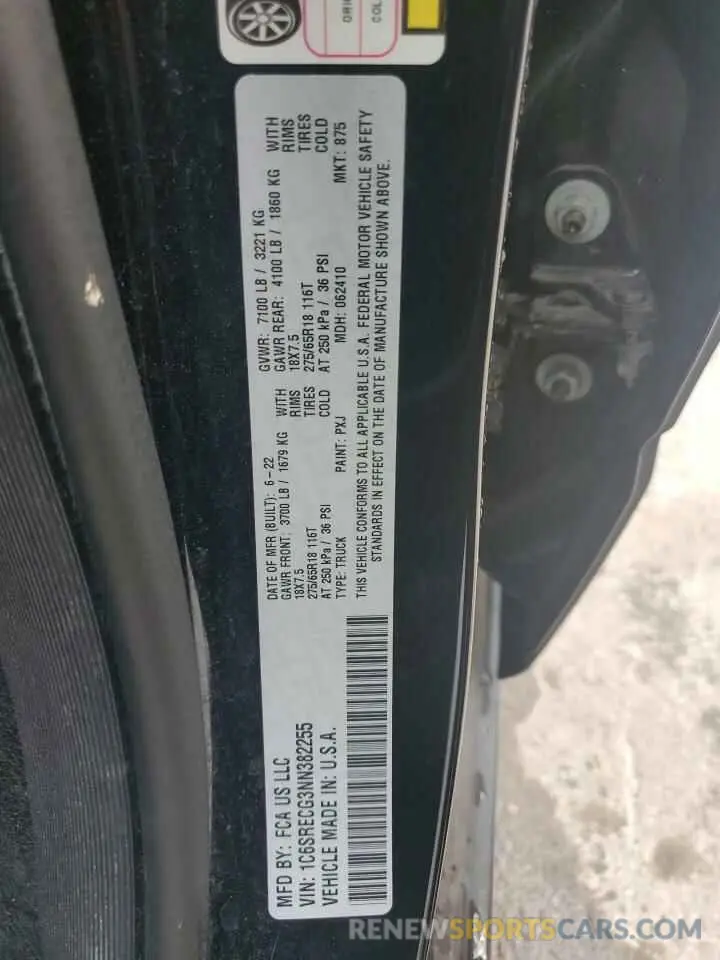 ORI
COL
MFD BY: FCA US LLC
VIN: 1C6SRECG3NN382255
VEHICLE MADE IN: U.S.A.
DATE OF MFR (BUILT): 6-22 GVWR: 7100 LB / 3221 KG
GAWR FRONT: 3700 LB / 1679 KG WITH GAWR REAR: 4100 LB / 1860 KG WITH
18X7.5 RIMS 18X7.5 RIMS
275/65R18 116T TIRES 275/65R18 116T TIRES
AT 250 kPa / 36 PSI COLD AT 250 kPa / 36 PSI COLD
TYPE: TRUCK PAINT: PXJ MDH: 062410 MKT: 875
THIS VEHICLE CONFORMS TO ALL APPLICABLE U.S.A. FEDERAL MOTOR VEHICLE SAFETY
STANDARDS IN EFFECT ON THE DATE OF MANUFACTURE SHOWN ABOVE.
RENEWSPORTSCARS.COM